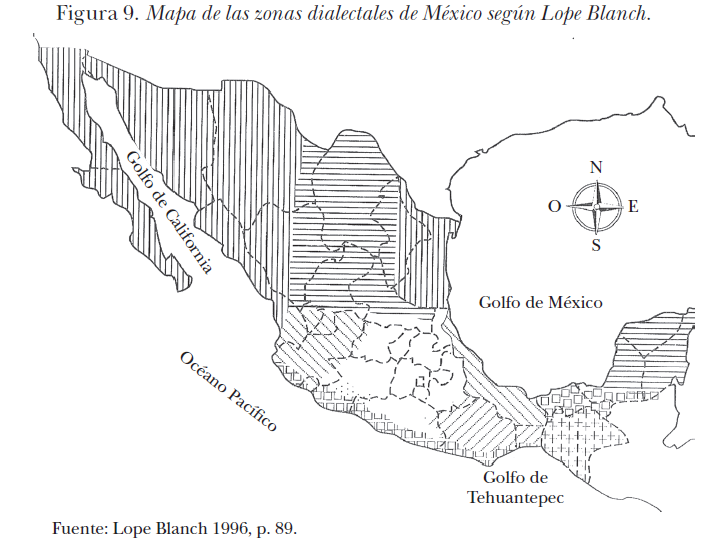 Figura 9. Mapa de las zonas dialectales de México según Lope Blanch.
N
O
E
S
Golfo de California
Golfo de México
Océano Pacífico
Golfo de
Tehuantepec
Fuente: Lope Blanch 1996, p. 89.